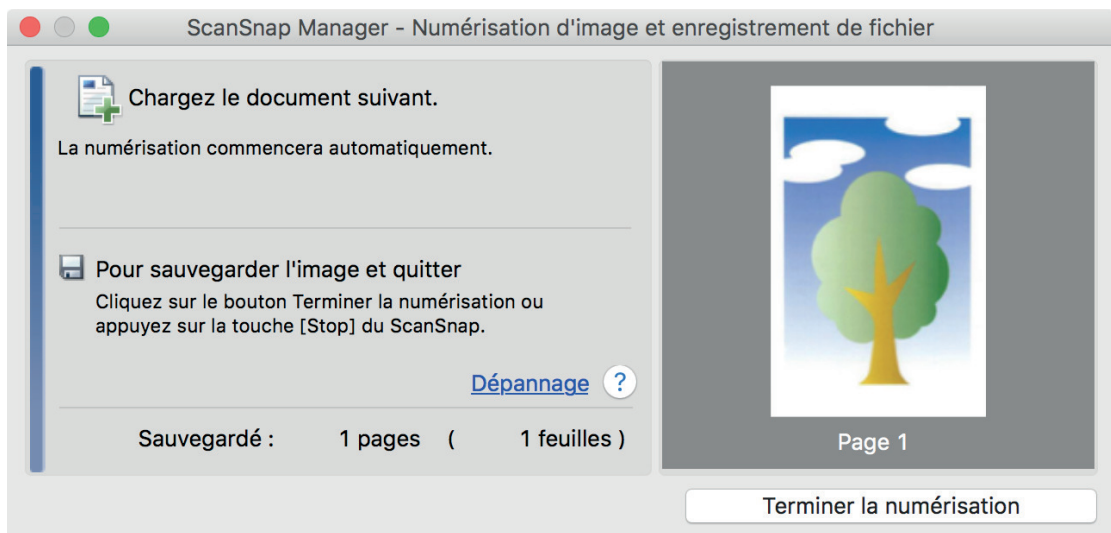 ScanSnap Manager - Numérisation d'image et enregistrement de fichier
Chargez le document suivant.
La numérisation commencera automatiquement.
Pour sauvegarder l'image et quitter
Cliquez sur le bouton Terminer la numérisation ou
appuyez sur la touche [Stop] du ScanSnap.
Dépannage ?
Sauvegardé : 1 pages ( 1 feuilles )
Page 1
Terminer la numérisation